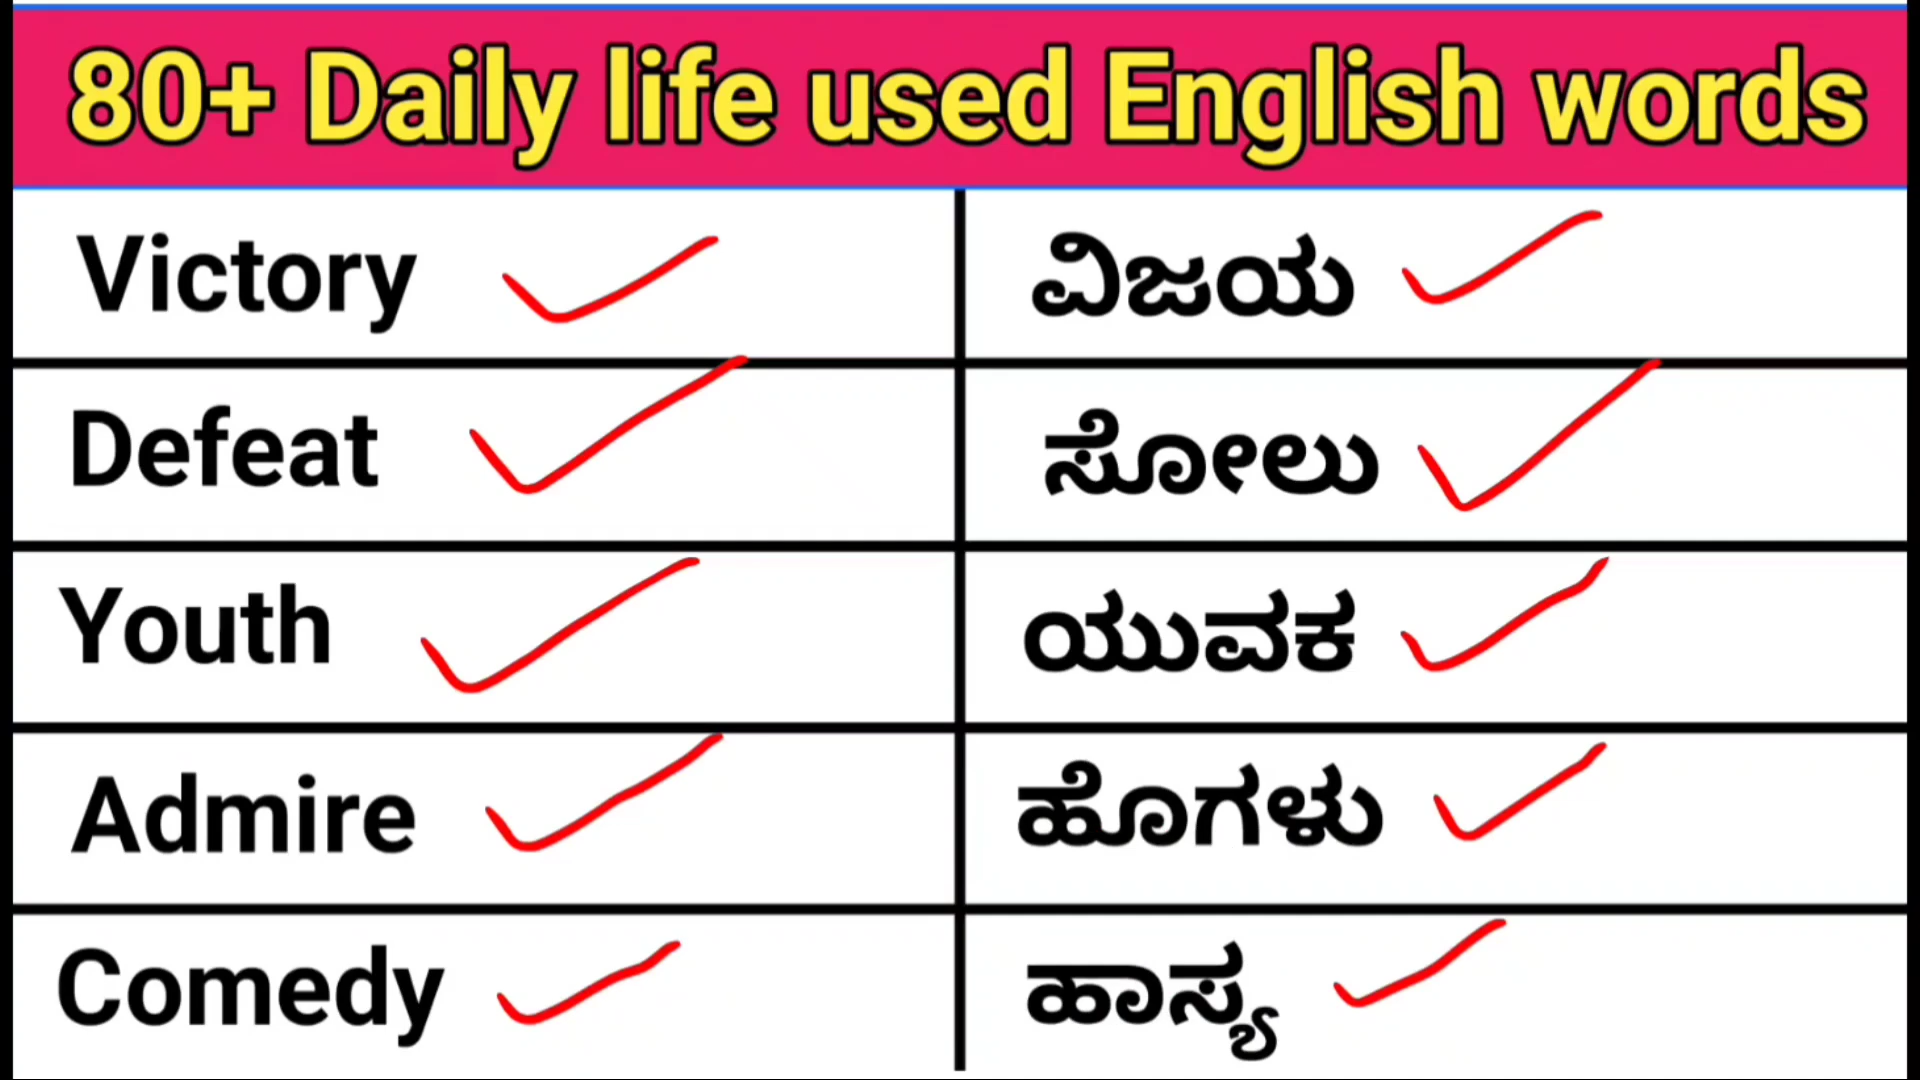 80+ Daily life used English words
Victory ವಿಜಯ
Defeat ಸೋಲು
Youth ಯುವಕ
Admire ಹೊಗಳು
Comedy ಹಾಸ್ಯ